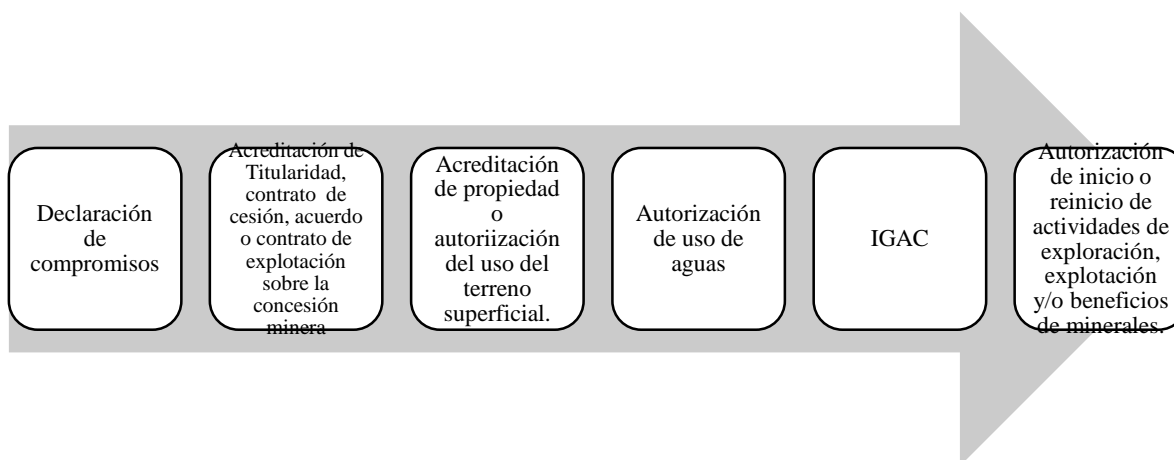 Declaración
de
compromisos
Acreditación de
Titularidad,
contrato de
cesión, acuerdo
o contrato de
explotación
sobre la
concesión
minera
Acreditación
de propiedad
o
autoriización
del uso del
terreno
superficial.
Autorización
de uso de
aguas
IGAC
Autorización
de inicio o
reinicio de
actividades de
exploración,
explotación
y/o beneficios
de minerales.